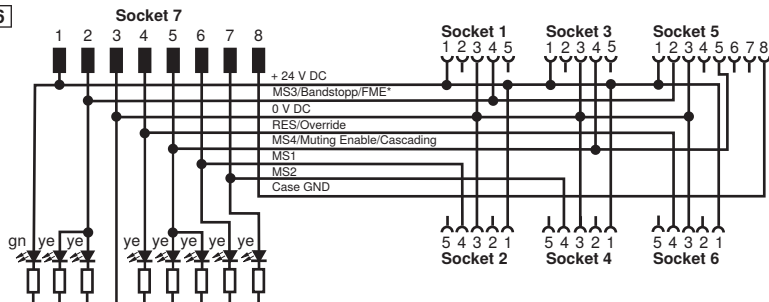 6
Socket 7
1 2 3 4 5 6 7 8
Socket 1 Socket 3 Socket 5
1 2 3 4 5 1 2 3 4 5 1 2 3 4 5 6 7 8
+ 24 V DC
MS3/Bandstopp/FME*
0 V DC
RES/Override
MS4/Muting Enable/Cascading
MS1
MS2
Case GND
gn ye ye ye ye ye ye ye
5 4 3 2 1 5 4 3 2 1 5 4 3 2 1
Socket 2 Socket 4 Socket 6